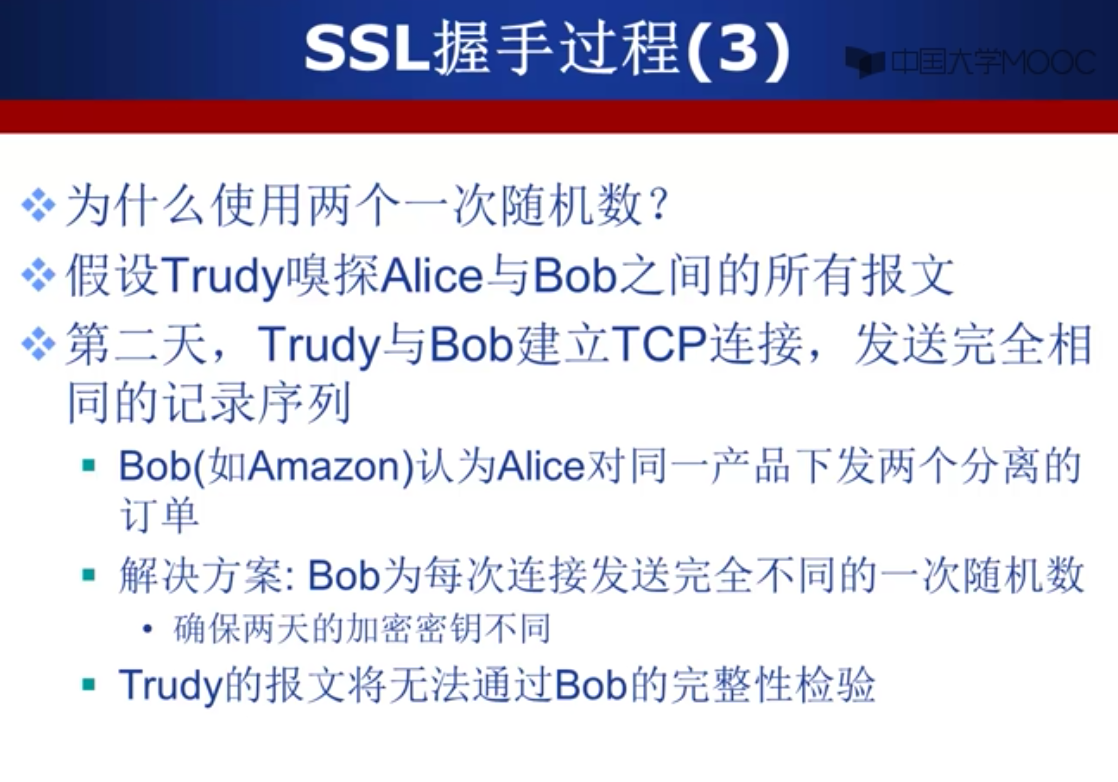 SSL握手过程(3)
中国大学MOOC
为什么使用两个一次随机数？
假设Trudy嗅探Alice与Bob之间的所有报文
第二天，Trudy与Bob建立TCP连接，发送完全相
同的记录序列
Bob(如Amazon)认为Alice对同一产品下发两个分离的
订单
解决方案: Bob为每次连接发送完全不同的一次随机数
• 确保两天的加密密钥不同
Trudy的报文将无法通过Bob的完整性检验